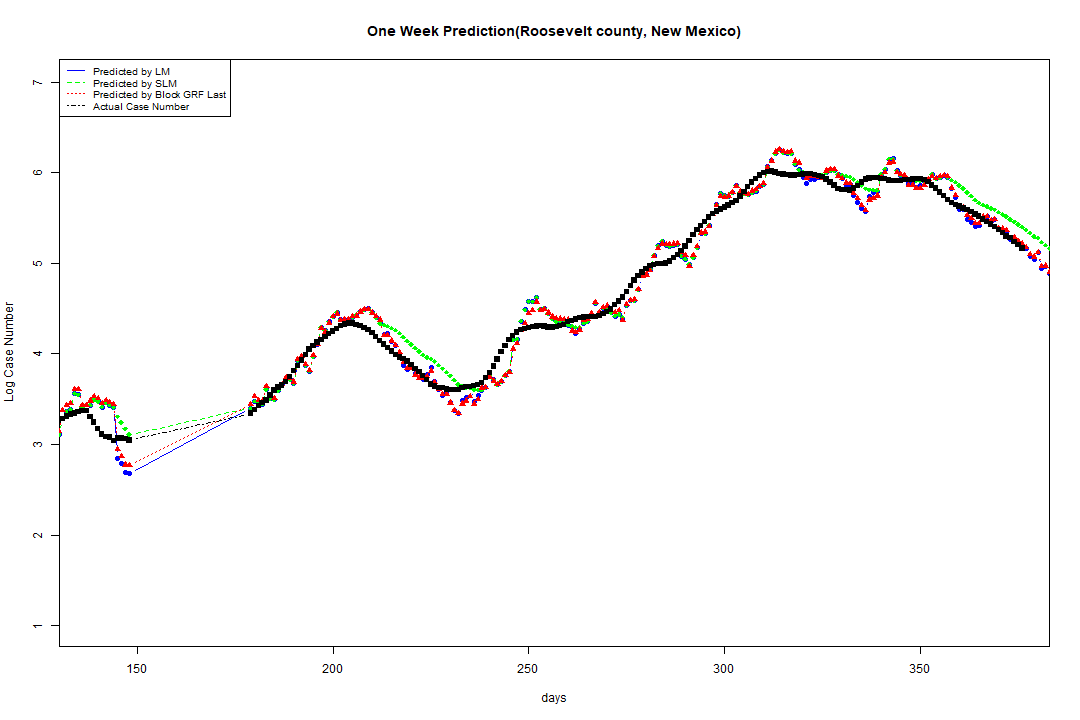 One Week Prediction(Roosevelt county, New Mexico)
Predicted by LM
Predicted by SLM
Predicted by Block GRF Last
Actual Case Number
7
6
5
4
3
2
1
Log Case Number
150 200 250 300 350
days